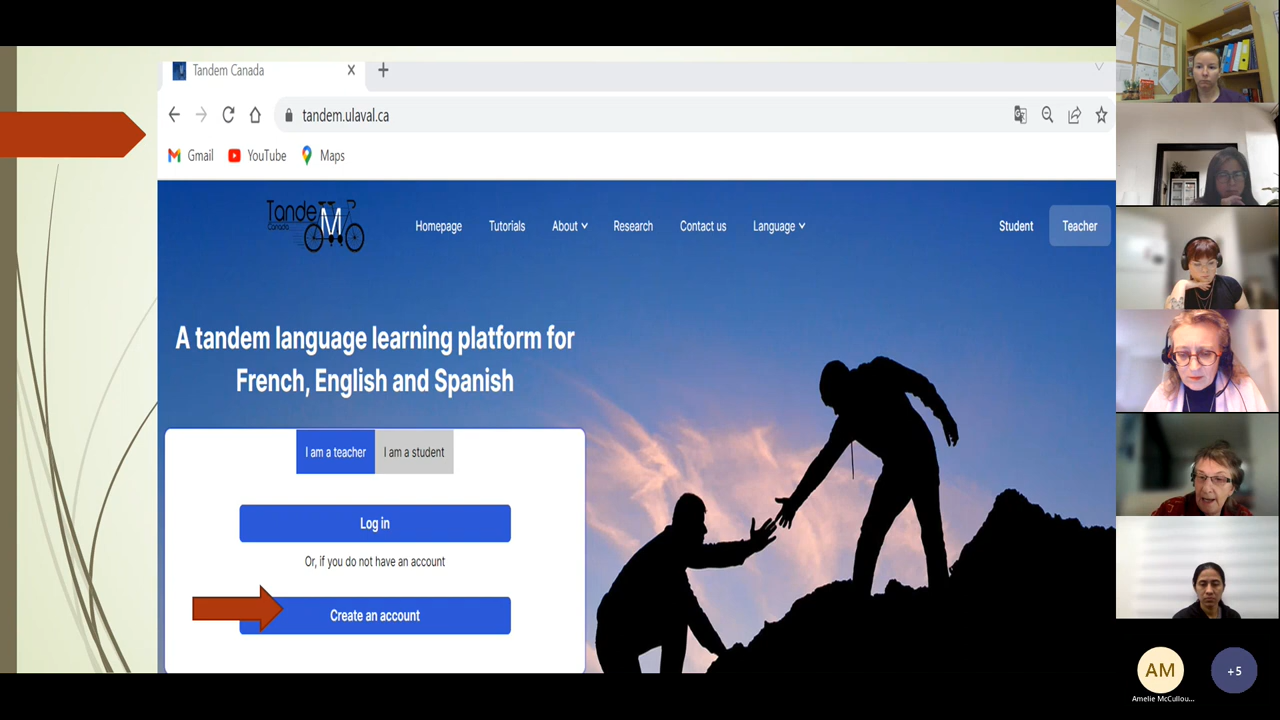 Tandem Canada
tandem.ulaval.ca
Gmail YouTube Maps
TandeM
Canada
Homepage Tutorials About Research Contact us Language Student Teacher
A tandem language learning platform for
French, English and Spanish
I am a teacher I am a student
Log in
Or, if you do not have an account
Create an account
AM
+5
Amelie McCullou...